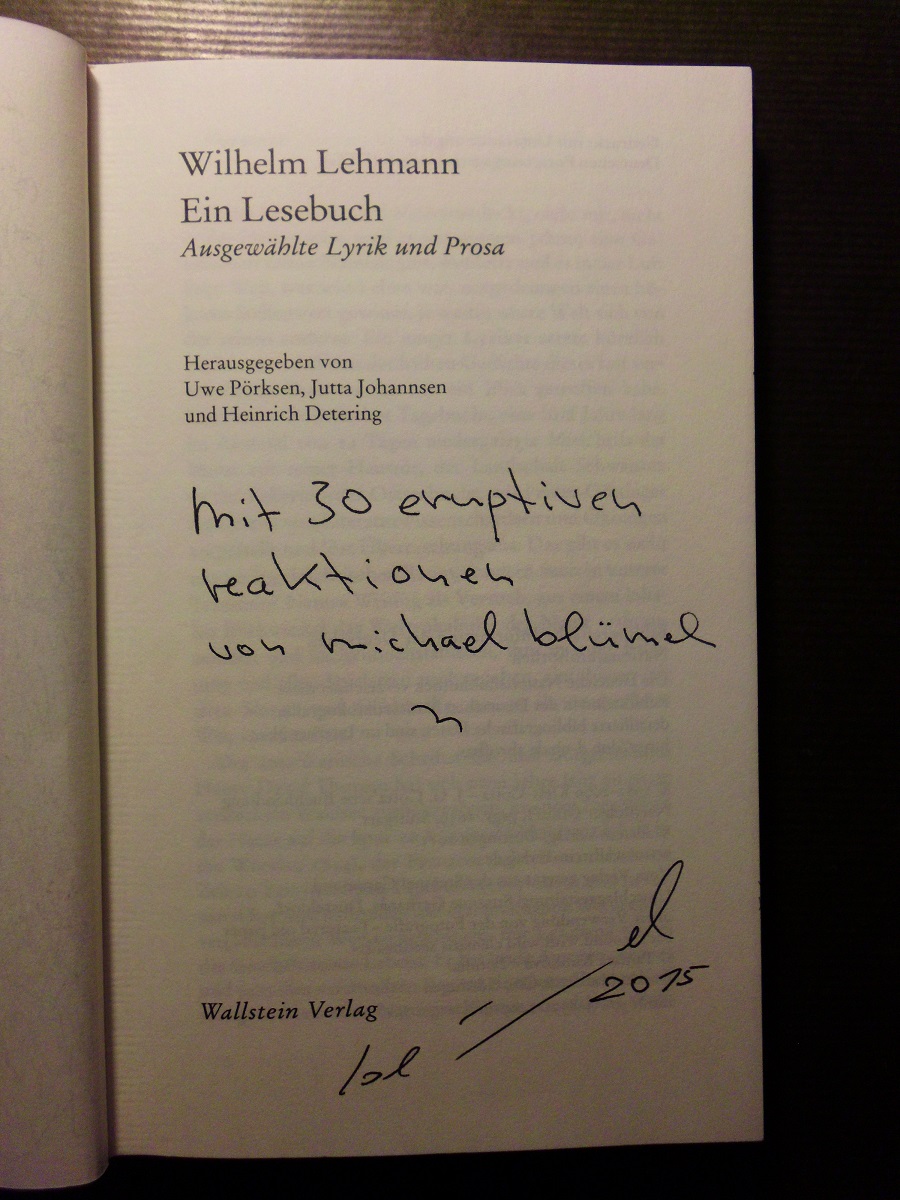 Wilhelm Lehmann
Ein Lesebuch
Ausgewählte Lyrik und Prosa
Herausgegeben von
Uwe Pörksen, Jutta Johannsen
und Heinrich Detering
mit 30 eruptiven
reaktionen
von michael blümel
el
2015
Wallstein Verlag